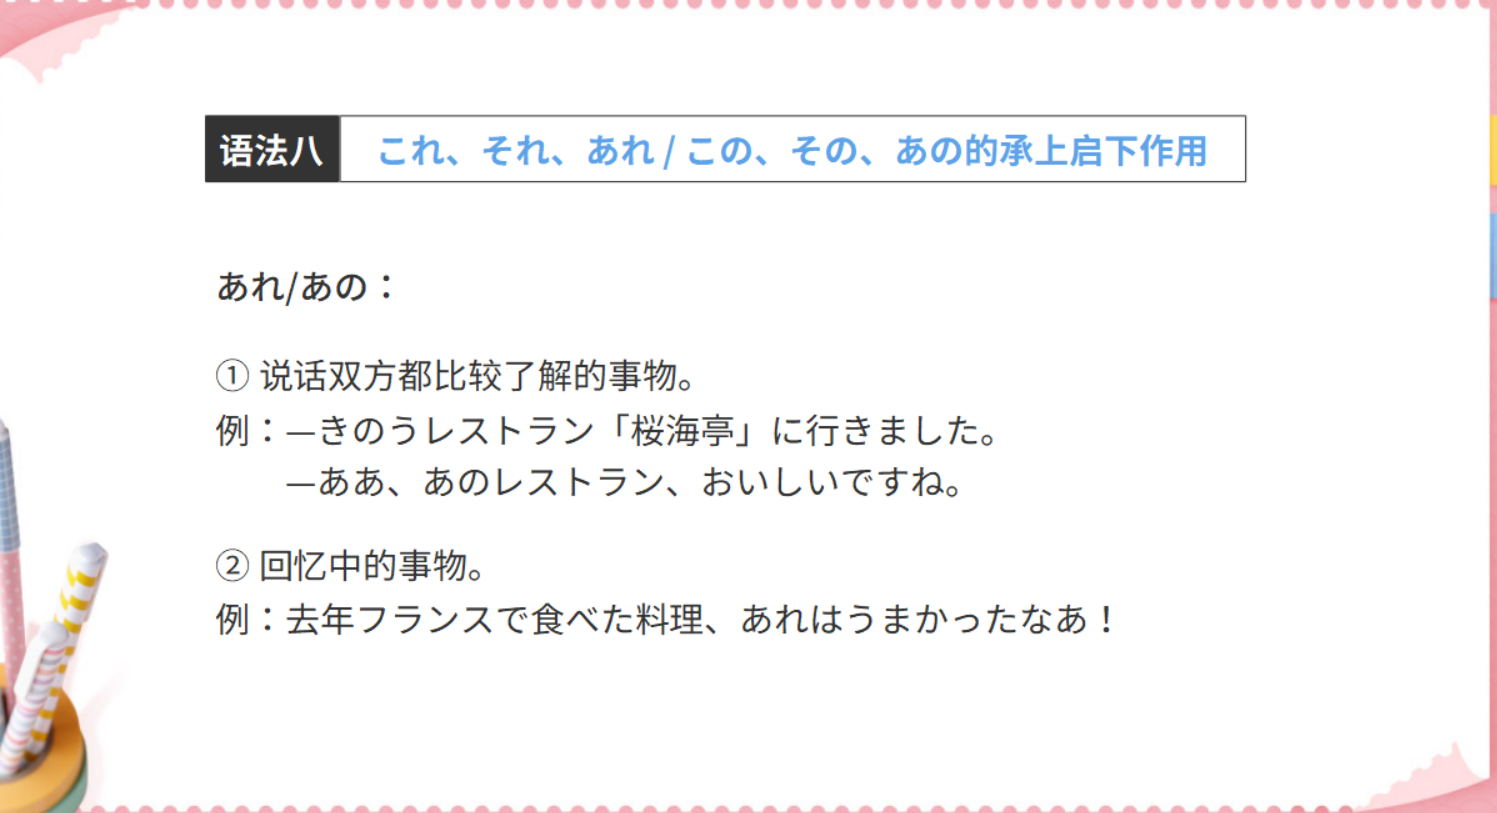 语法八 これ、それ、あれ / この、その、あの的承上启下作用
あれ/あの：
① 说话双方都比较了解的事物。
例：—きのうレストラン「桜海亭」に行きました。
—ああ、あのレストラン、おいしいですね。
② 回忆中的事物。
例：去年フランスで食べた料理、あれはうまかったなあ！